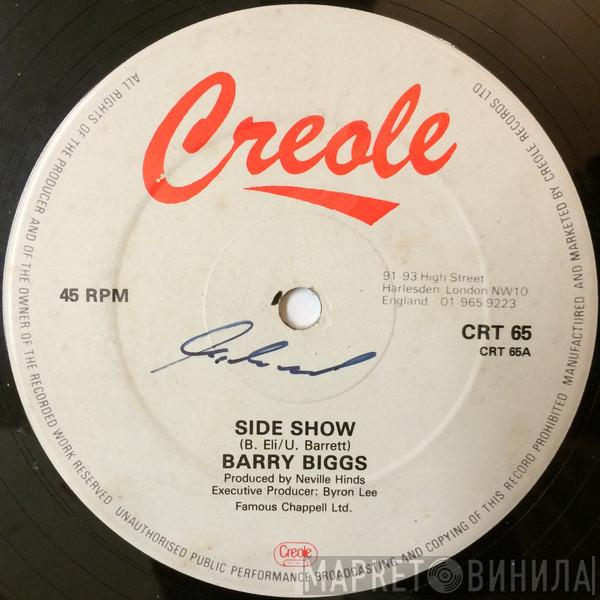 Creole
ALL RIGHTS OF THE PRODUCER AND OF THE OWNER OF THE RECORDED WORK RESERVED
UNAUTHORISED PUBLIC PERFORMANCE BROADCASTING AND COPYING OF THIS RECORD PROHIBITED
MANUFACTURED AND MARKETED BY CREOLE RECORDS LTD
45 RPM
91 93 High Street
Harlesden London NW10
England 01 965 9223
CRT 65
CRT 65A
SIDE SHOW
(B. Eli/U. Barrett)
BARRY BIGGS
Produced by Neville Hinds
Executive Producer: Byron Lee
Famous Chappell Ltd.
Creole
МАРКЕТ ВИНИЛА